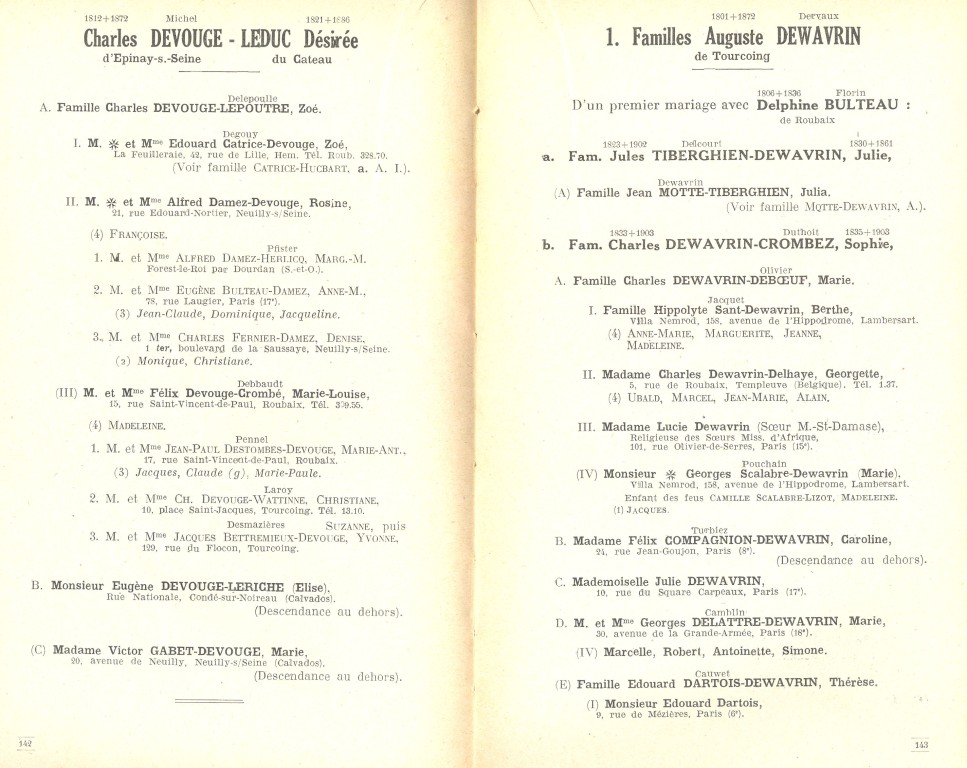 1812+1872 Michel 1821+1886
Charles DEVOUGE - LEDUC Désirée
d'Epinay-s.-Seine du Cateau
Delepoulle
A. Famille Charles DEVOUGE-LEPOUTRE, Zoé.
Degouy
I. M. ✻ et Mme Edouard Catrice-Devouge, Zoé,
La Feuilleraie, 42, rue de Lille, Hem. Tél. Roub. 328.70.
(Voir famille CATRICE-HUCBART, a. A. I.).
II. M. ✻ et Mme Alfred Damez-Devouge, Rosine,
21, rue Edouard-Nortier, Neuilly-s/Seine.
(4) FRANÇOISE.
Pfister
1. M. et Mme ALFRED DAMEZ-HERLICQ, MARG.-M.
Forest-le-Roi par Dourdan (S.-et-O.).
2. M. et Mme EUGÈNE BULTEAU-DAMEZ, ANNE-M.,
78, rue Laugier, Paris (17e).
(3) Jean-Claude, Dominique, Jacqueline.
3. M. et Mme CHARLES FERNIER-DAMEZ, DENISE,
1 ter, boulevard de la Saussaye, Neuilly-s/Seine.
(2) Monique, Christiane.
Debbaudt
(III) M. et Mme Félix Devouge-Crombé, Marie-Louise,
15, rue Saint-Vincent-de-Paul, Roubaix. Tél. 309.55.
(4) MADELEINE.
Pennel
1. M. et Mme JEAN-PAUL DESTOMBES-DEVOUGE, MARIE-ANT.,
17, rue Saint-Vincent-de-Paul, Roubaix.
(3) Jacques, Claude (g), Marie-Paule.
Laroy
2. M. et Mme CH. DEVOUGE-WATTINNE, CHRISTIANE,
10, place Saint-Jacques, Tourcoing. Tél. 13.10.
Desmazières SUZANNE, puis
3. M. et Mme JACQUES BETTREMIEUX-DEVOUGE, YVONNE,
129, rue du Flocon, Tourcoing.
B. Monsieur Eugène DEVOUGE-LERICHE (Elise),
Rue Nationale, Condé-sur-Noireau (Calvados).
(Descendance au dehors).
(C) Madame Victor GABET-DEVOUGE, Marie,
20, avenue de Neuilly, Neuilly-s/Seine (Calvados).
(Descendance au dehors).
142
1801+1872 Dervaux
1. Familles Auguste DEWAVRIN
de Tourcoing
1806+1836 Florin
D'un premier mariage avec Delphine BULTEAU :
de Roubaix
1823+1902 Delcourt 1830+1861
a. Fam. Jules TIBERGHIEN-DEWAVRIN, Julie,
Dewavrin
(A) Famille Jean MOTTE-TIBERGHIEN, Julia.
(Voir famille MOTTE-DEWAVRIN, A.).
1833+1903 Duthoit 1835+1903
b. Fam. Charles DEWAVRIN-CROMBEZ, Sophie,
Olivier
A. Famille Charles DEWAVRIN-DEBŒUF, Marie.
Jacquet
I. Famille Hippolyte Sant-Dewavrin, Berthe,
Villa Nemrod, 158, avenue de l'Hippodrome, Lambersart.
(4) ANNE-MARIE, MARGUERITE, JEANNE,
MADELEINE.
II. Madame Charles Dewavrin-Delhaye, Georgette,
5, rue de Roubaix, Templeuve (Belgique). Tél. 1.37.
(4) UBALD, MARCEL, JEAN-MARIE, ALAIN.
III. Madame Lucie Dewavrin (Sœur M.-St-Damase),
Religieuse des Sœurs Miss. d'Afrique,
101, rue Olivier-de-Serres, Paris (15e).
Pouchain
(IV) Monsieur ✻ Georges Scalabre-Dewavrin (Marie).
Villa Nemrod, 158, avenue de l'Hippodrome, Lambersart.
Enfant des feus CAMILLE SCALABRE-LIZOT, MADELEINE.
(1) JACQUES.
Turbiez
B. Madame Félix COMPAGNION-DEWAVRIN, Caroline,
24, rue Jean-Goujon, Paris (8e).
(Descendance au dehors).
C. Mademoiselle Julie DEWAVRIN,
10, rue du Square Carpeaux, Paris (17e).
Camblin
D. M. et Mme Georges DELATTRE-DEWAVRIN, Marie,
30, avenue de la Grande-Armée, Paris (18e).
(IV) Marcelle, Robert, Antoinette, Simone.
Cauwet
(E) Famille Edouard DARTOIS-DEWAVRIN, Thérèse.
(I) Monsieur Edouard Dartois,
9, rue de Mézières, Paris (6e).
143